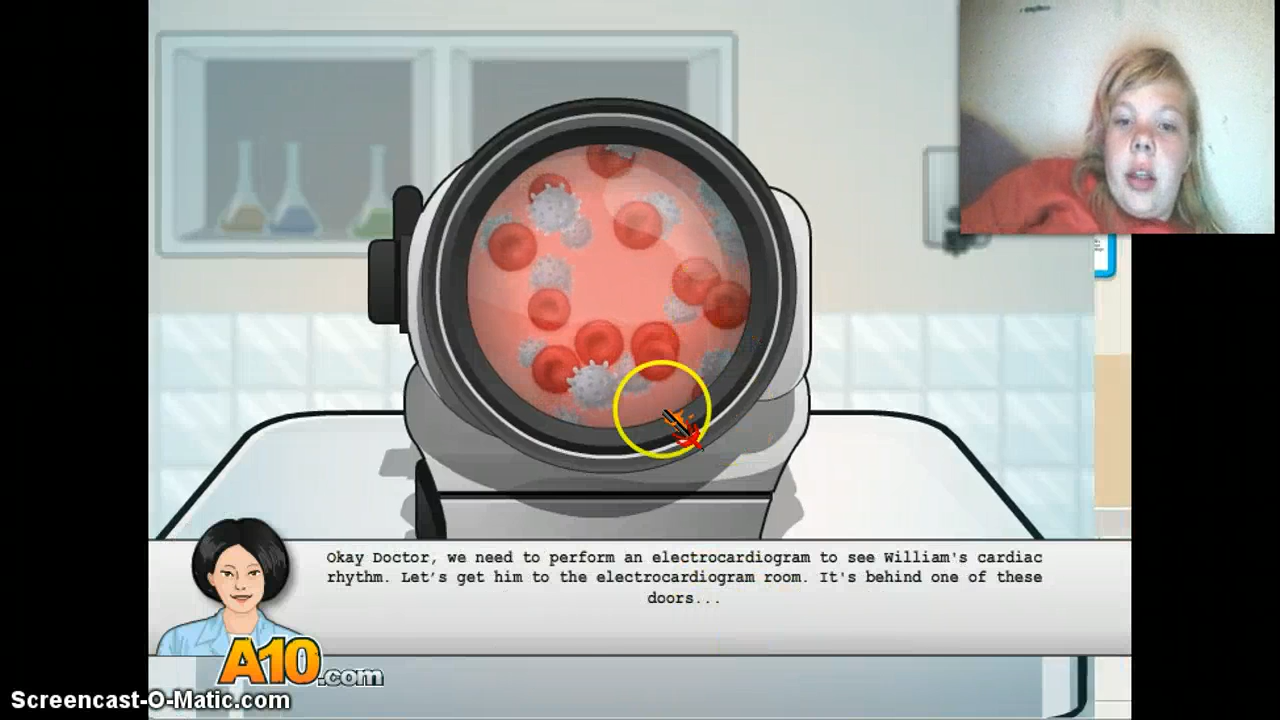 Okay Doctor, we need to perform an electrocardiogram to see William's cardiac
rhythm. Let's get him to the electrocardiogram room. It's behind one of these
doors...
A10.com
Screencast-O-Matic.com